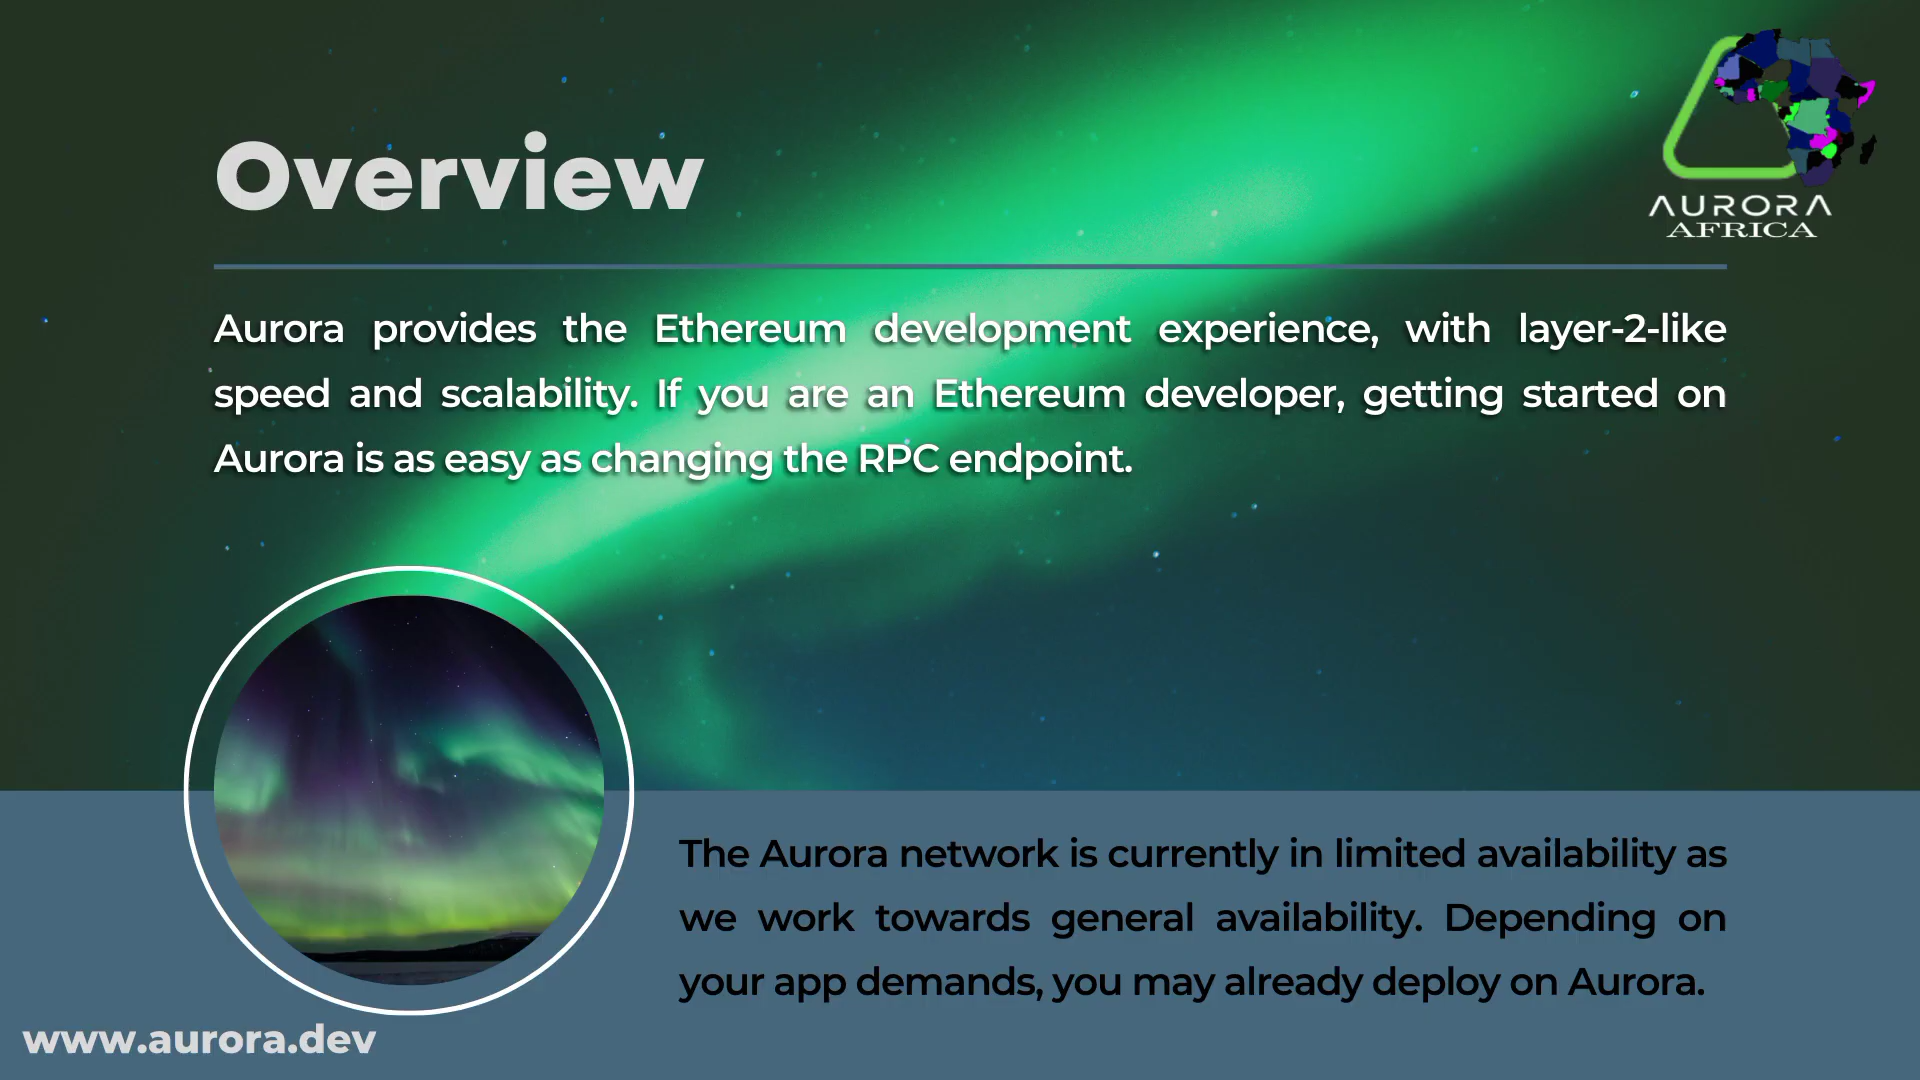 AURORA
AFRICA
Overview
Aurora provides the Ethereum development experience, with layer-2-like
speed and scalability. If you are an Ethereum developer, getting started on
Aurora is as easy as changing the RPC endpoint.
The Aurora network is currently in limited availability as
we work towards general availability. Depending on
your app demands, you may already deploy on Aurora.
www.aurora.dev